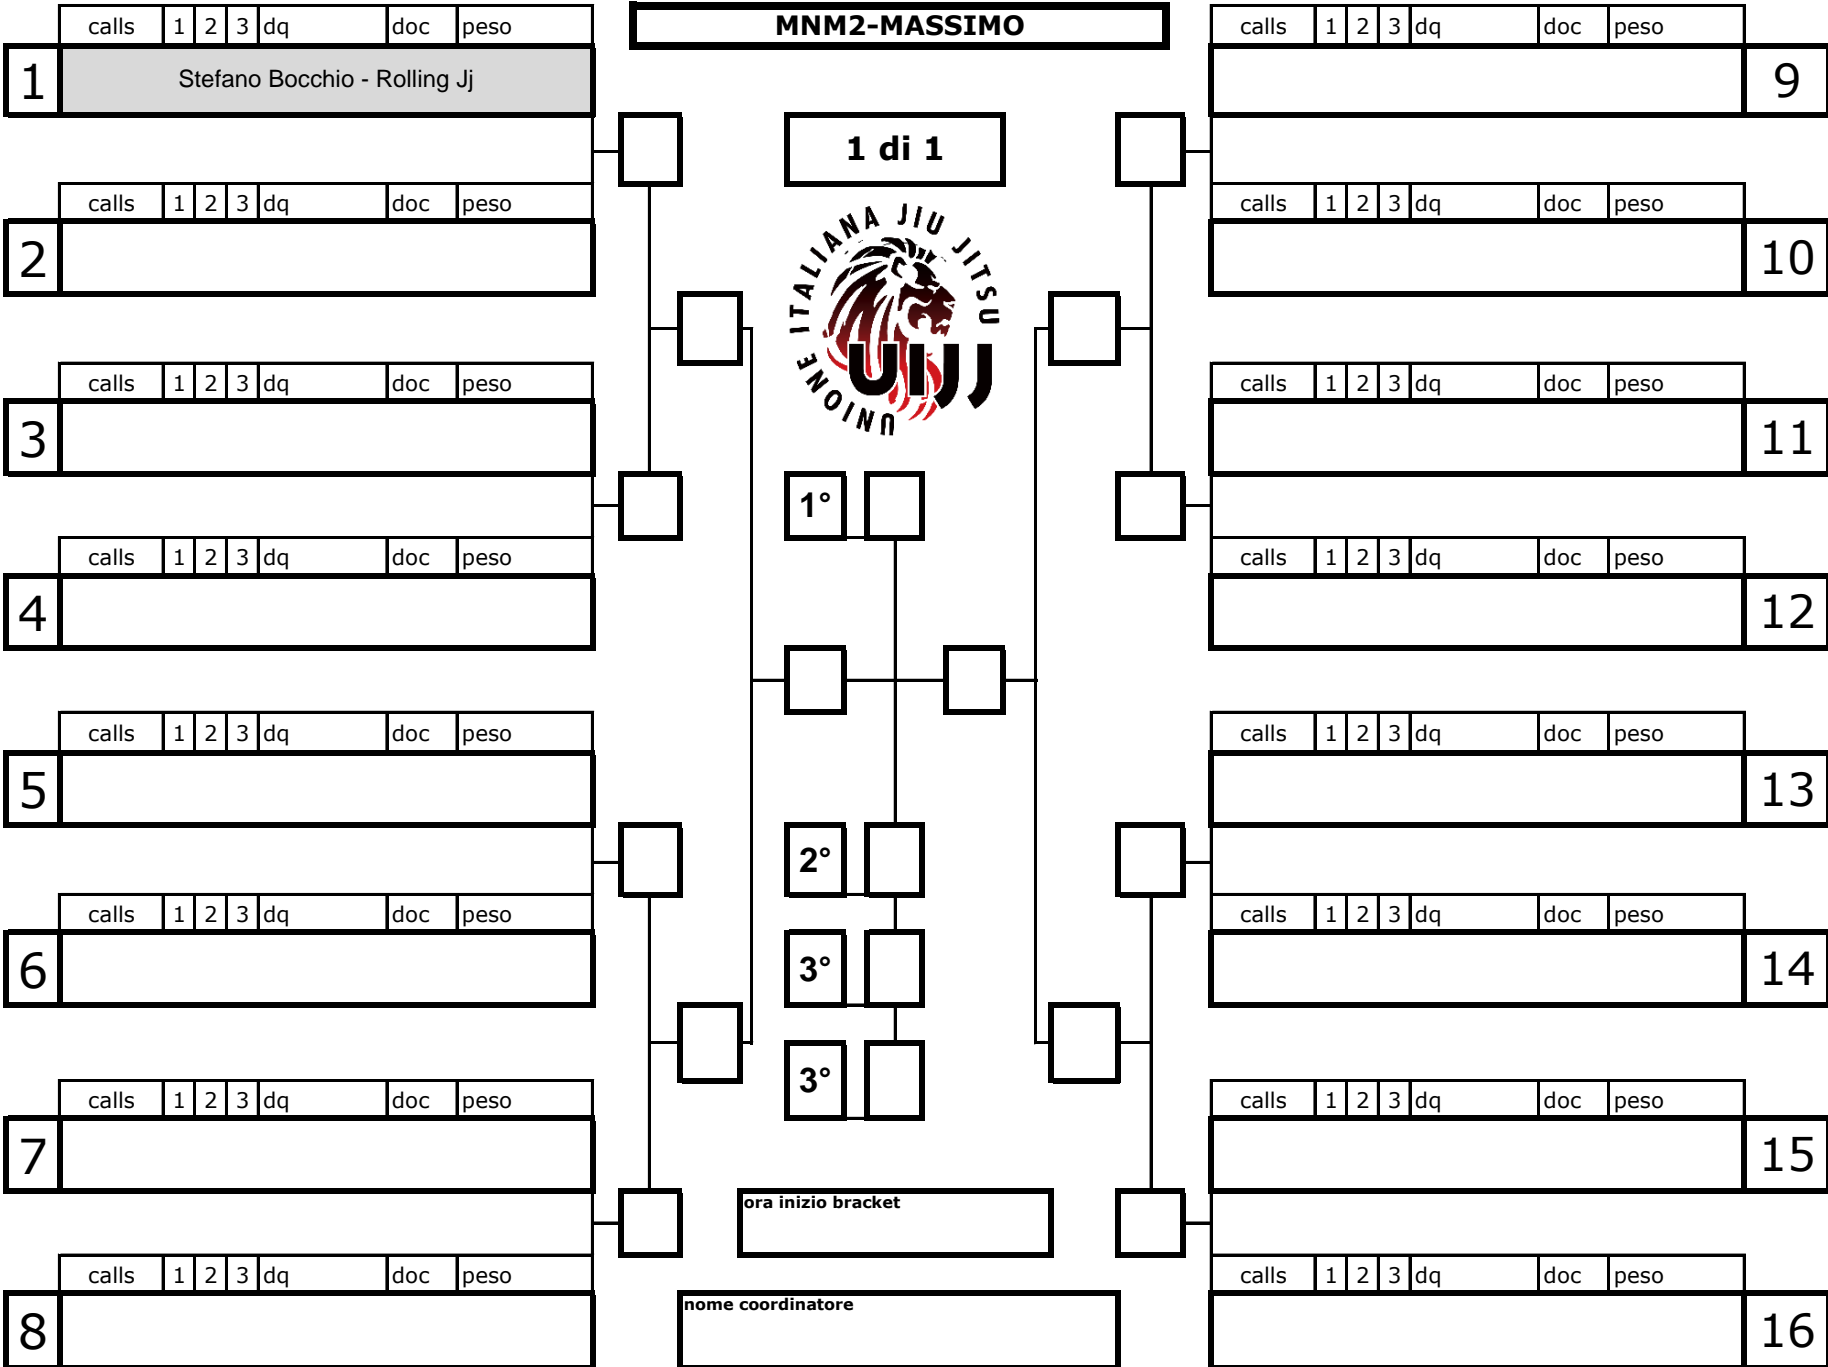 MNM2-MASSIMO
1 di 1
UNIONE ITALIANA JIU JITSU
UIJJ
calls 1 2 3 dq doc peso
1 Stefano Bocchio - Rolling Jj
calls 1 2 3 dq doc peso
2
calls 1 2 3 dq doc peso
3
calls 1 2 3 dq doc peso
4
calls 1 2 3 dq doc peso
5
calls 1 2 3 dq doc peso
6
calls 1 2 3 dq doc peso
7
calls 1 2 3 dq doc peso
8
1°
2°
3°
3°
ora inizio bracket
nome coordinatore
calls 1 2 3 dq doc peso
9
calls 1 2 3 dq doc peso
10
calls 1 2 3 dq doc peso
11
calls 1 2 3 dq doc peso
12
calls 1 2 3 dq doc peso
13
calls 1 2 3 dq doc peso
14
calls 1 2 3 dq doc peso
15
calls 1 2 3 dq doc peso
16